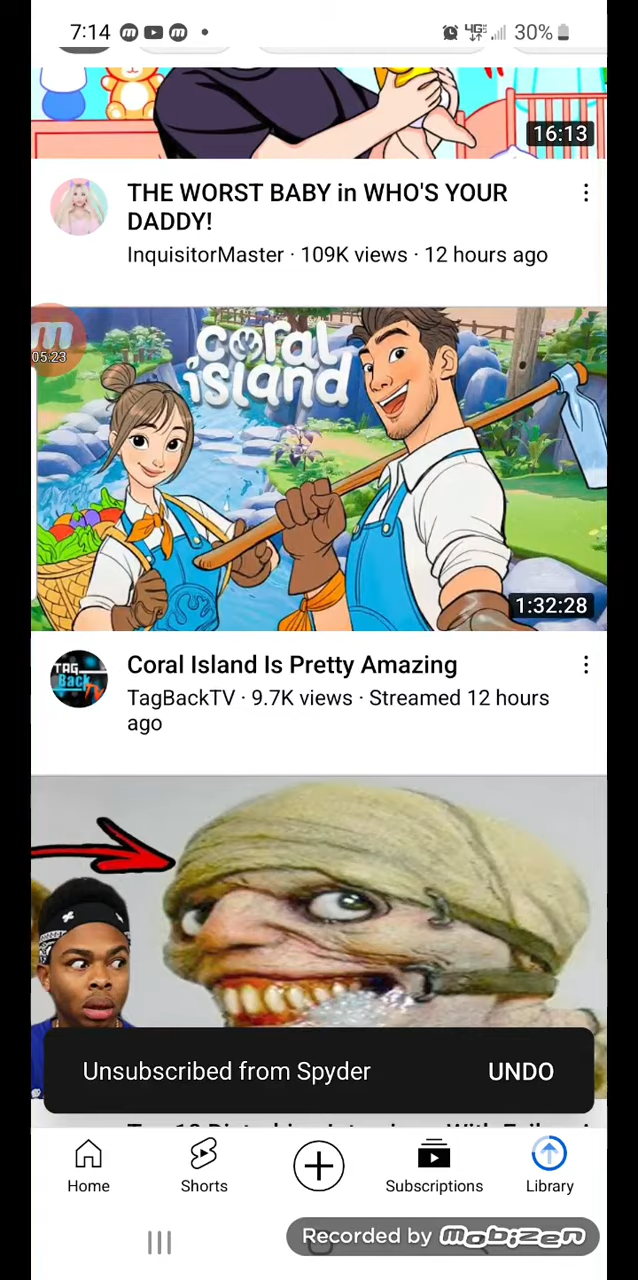 7:14
30%
16:13
THE WORST BABY in WHO'S YOUR
DADDY!
InquisitorMaster · 109K views · 12 hours ago
05.23
coral
island
1:32:28
TAG
Back
TV
Coral Island Is Pretty Amazing
TagBackTV · 9.7K views · Streamed 12 hours
ago
Unsubscribed from Spyder
UNDO
Home
Shorts
Subscriptions
Library
Recorded by mobizen